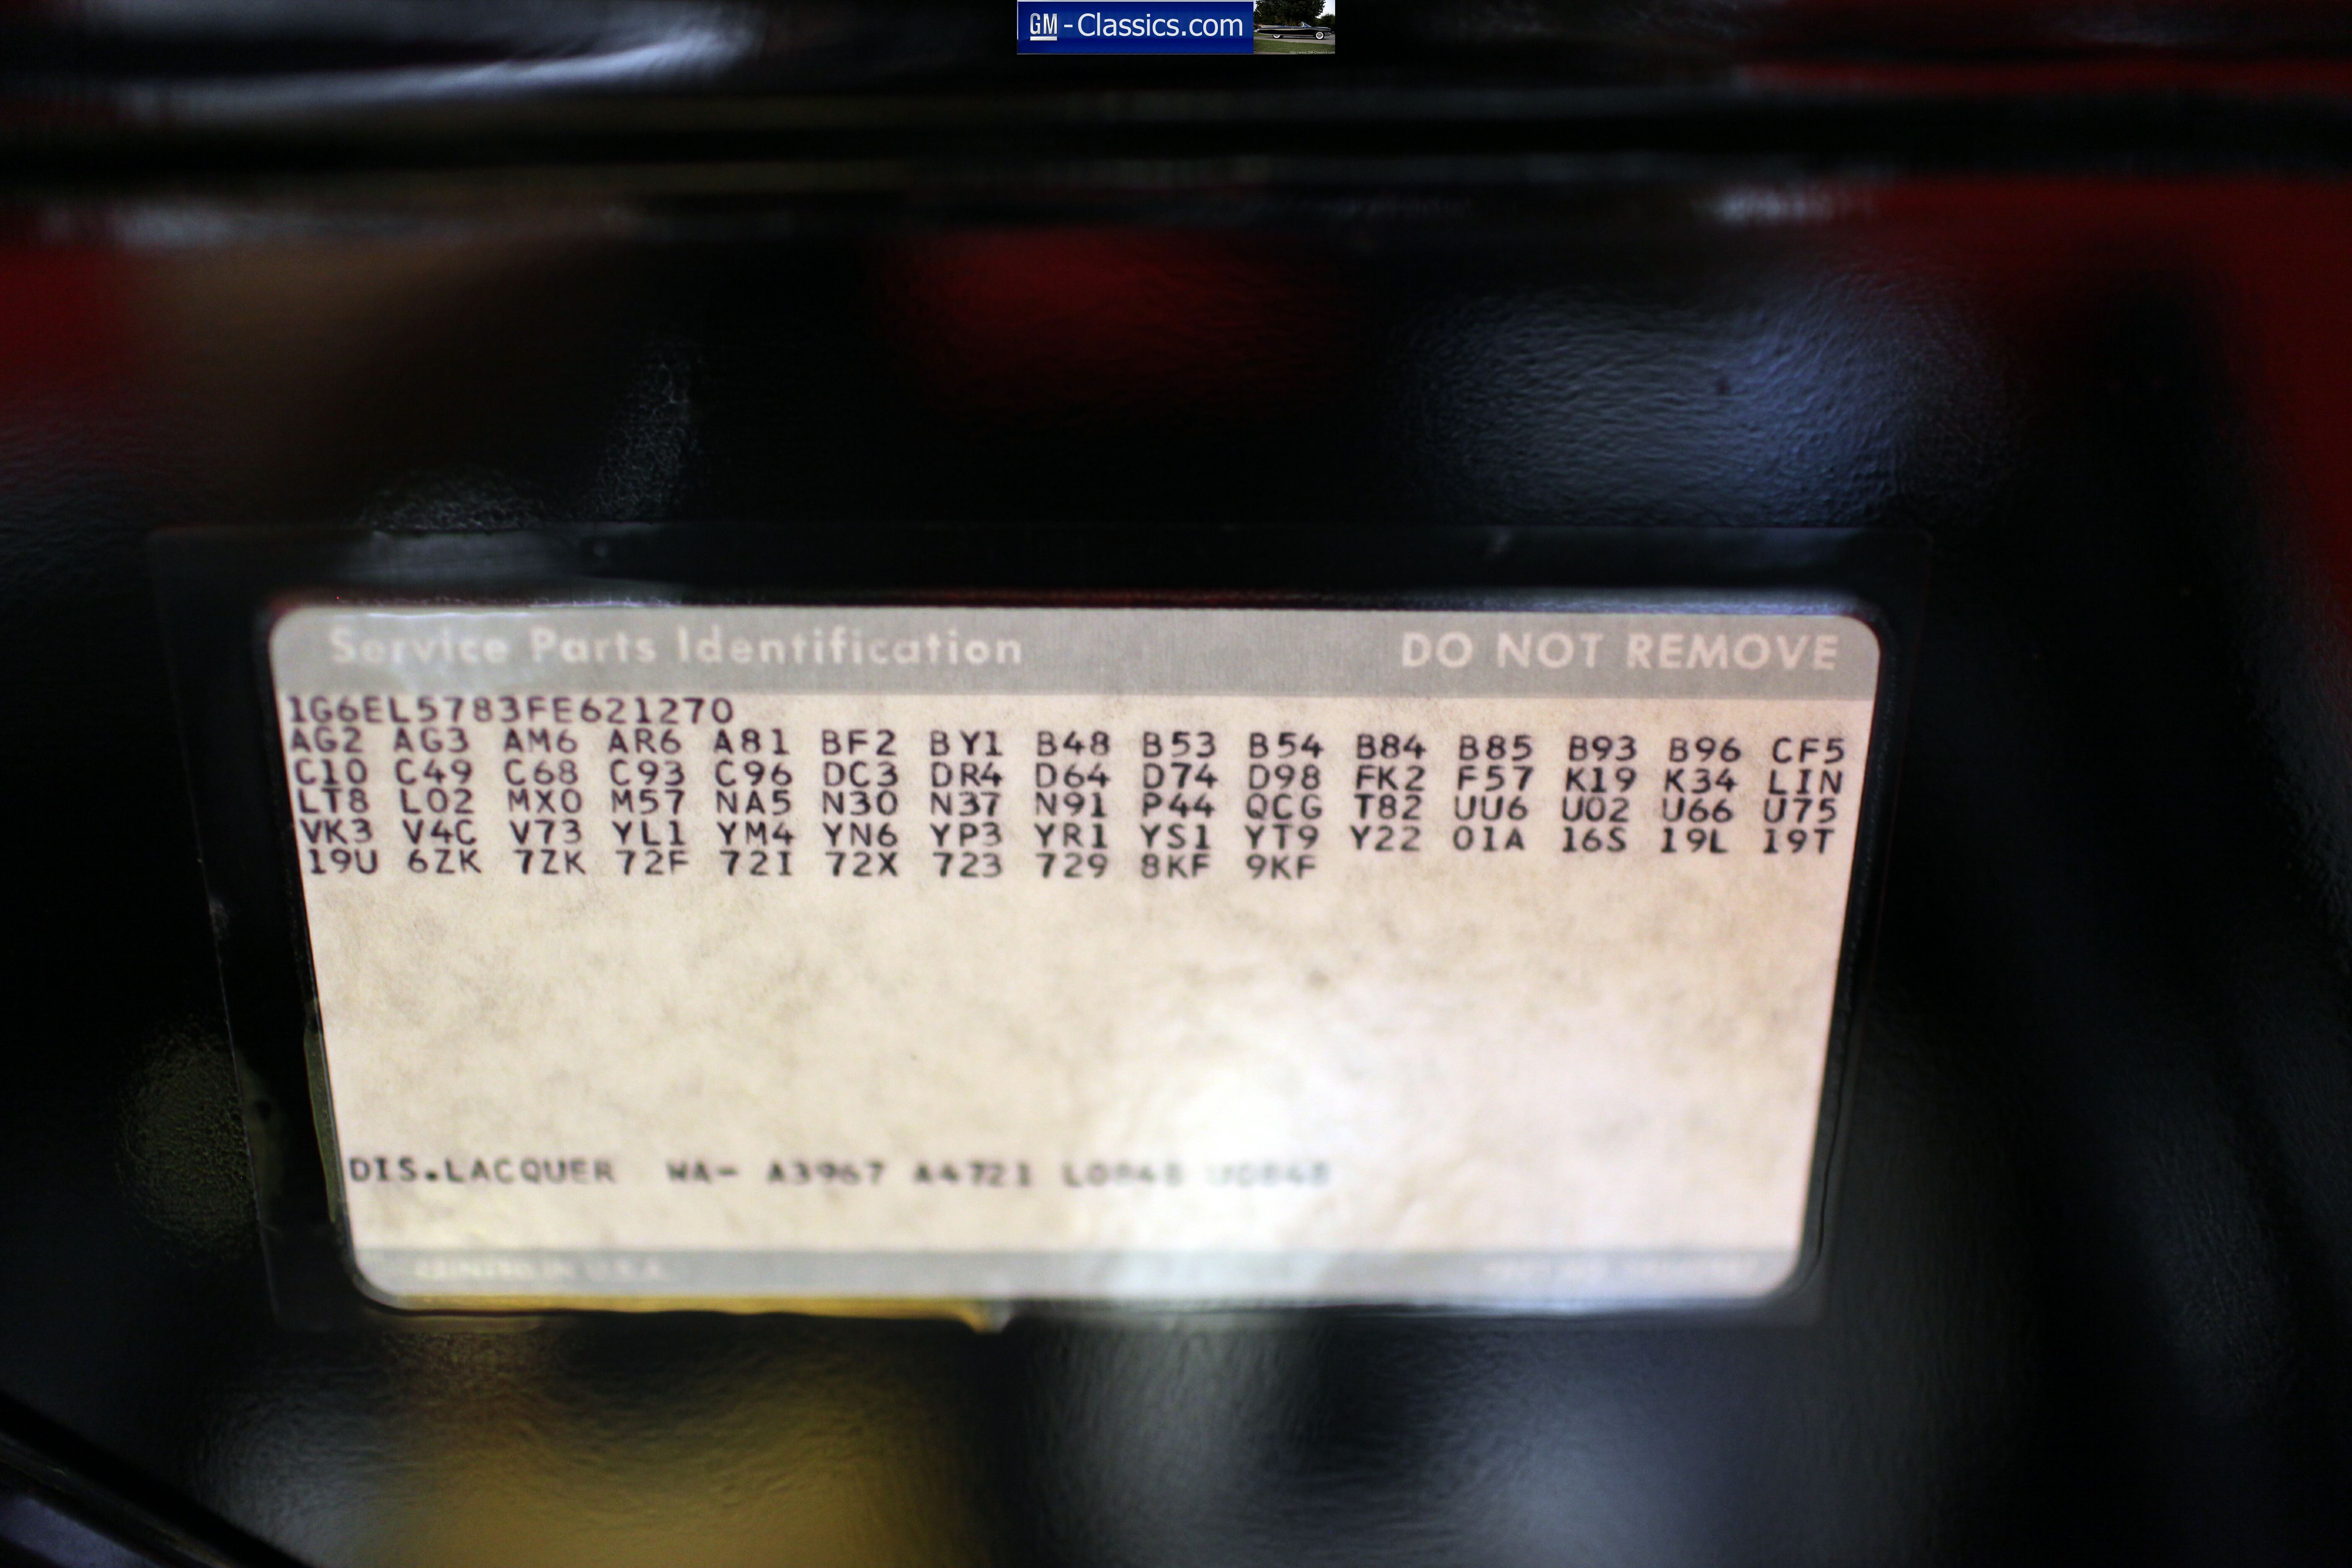 GM-Classics.com
Service Parts Identification DO NOT REMOVE
1G6EL5783FE621270
AG2 AG3 AM6 AR6 A81 BF2 BY1 B48 B53 B54 B84 B85 B93 B96 CF5
C10 C49 C68 C93 C96 DC3 DR4 D64 D74 D98 FK2 F57 K19 K34 LIN
LT8 L02 MX0 M57 NA5 N30 N37 N91 P44 QCG T82 UU6 U02 U66 U75
VK3 V4C V73 YL1 YM4 YN6 YP3 YR1 YS1 YT9 Y22 01A 16S 19L 19T
19U 6ZK 7ZK 72F 72I 72X 723 729 8KF 9KF
DIS.LACQUER WA- A3967 A4721 L0848 U0848
PRINTED IN U.S.A.